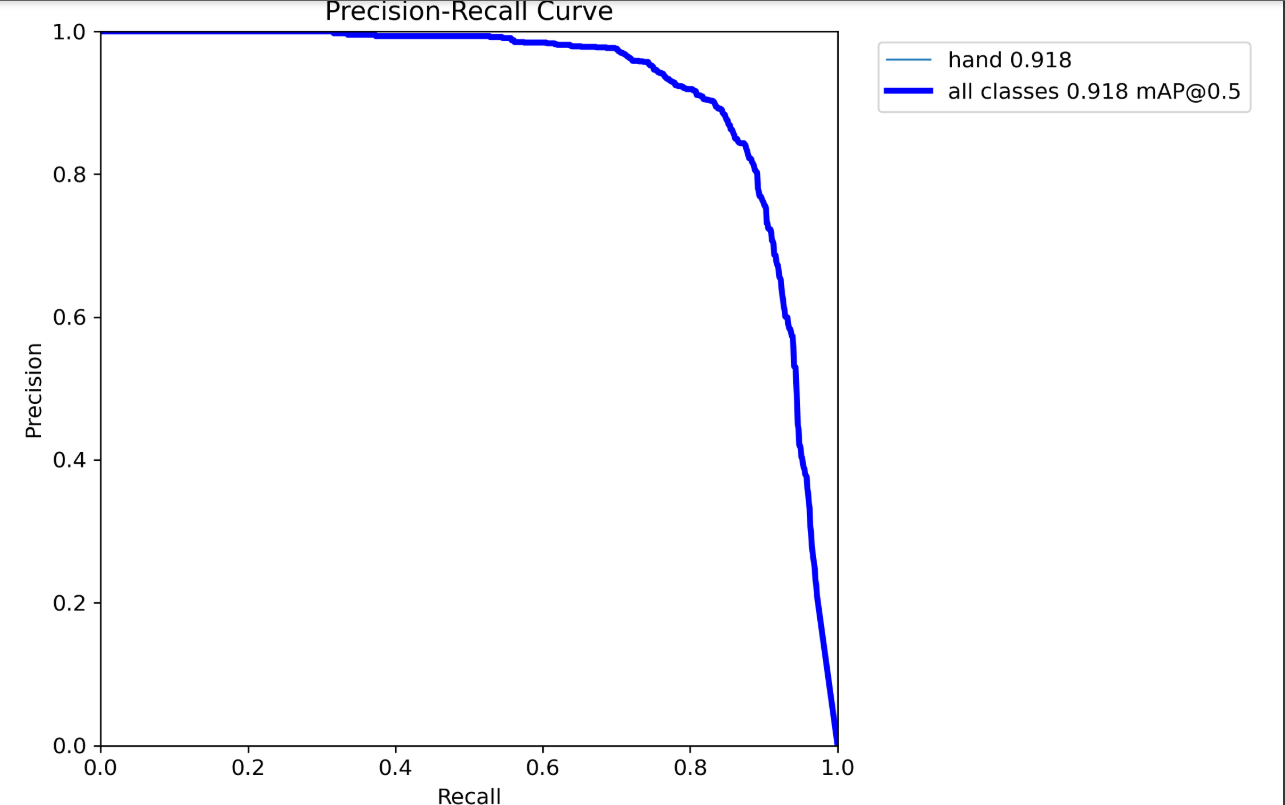 Precision-Recall Curve
hand 0.918
all classes 0.918 mAP@0.5
1.0
0.8
0.6
0.4
0.2
0.0
Precision
0.0 0.2 0.4 0.6 0.8 1.0
Recall